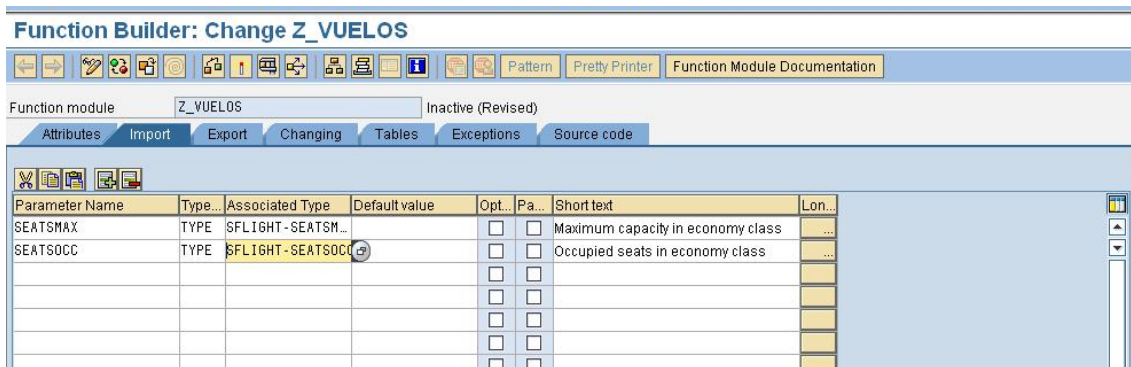 Function Builder: Change Z_VUELOS
Pattern Pretty Printer Function Module Documentation
Function module Z_VUELOS Inactive (Revised)
Attributes Import Export Changing Tables Exceptions Source code
Parameter Name Type... Associated Type Default value Opt... Pa... Short text Lon...
SEATSMAX TYPE SFLIGHT-SEATSM... Maximum capacity in economy class ...
SEATSOCC TYPE SFLIGHT-SEATSOCC Occupied seats in economy class ...